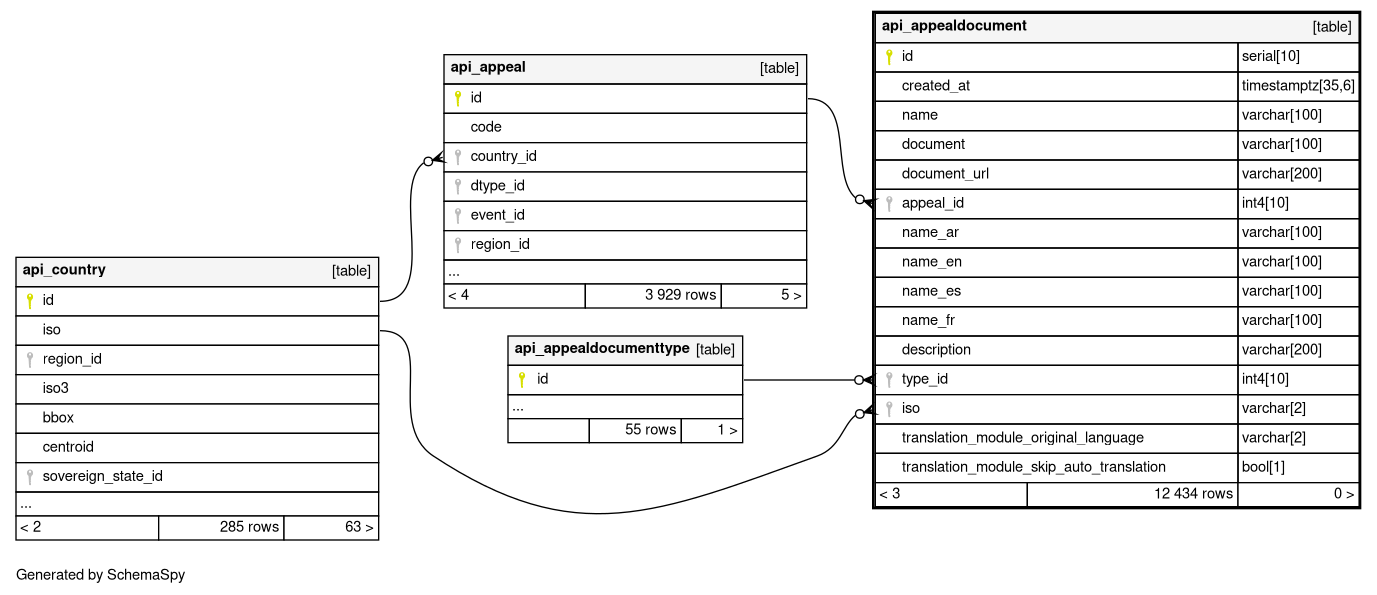 api_appealdocument [table]
id serial[10]
created_at timestamptz[35,6]
name varchar[100]
document varchar[100]
document_url varchar[200]
appeal_id int4[10]
name_ar varchar[100]
name_en varchar[100]
name_es varchar[100]
name_fr varchar[100]
description varchar[200]
type_id int4[10]
iso varchar[2]
translation_module_original_language varchar[2]
translation_module_skip_auto_translation bool[1]
< 3 12 434 rows 0 >
api_appeal [table]
id
code
country_id
dtype_id
event_id
region_id
...
< 4 3 929 rows 5 >
api_appealdocumenttype [table]
id
...
55 rows 1 >
api_country [table]
id
iso
region_id
iso3
bbox
centroid
sovereign_state_id
...
< 2 285 rows 63 >
Generated by SchemaSpy